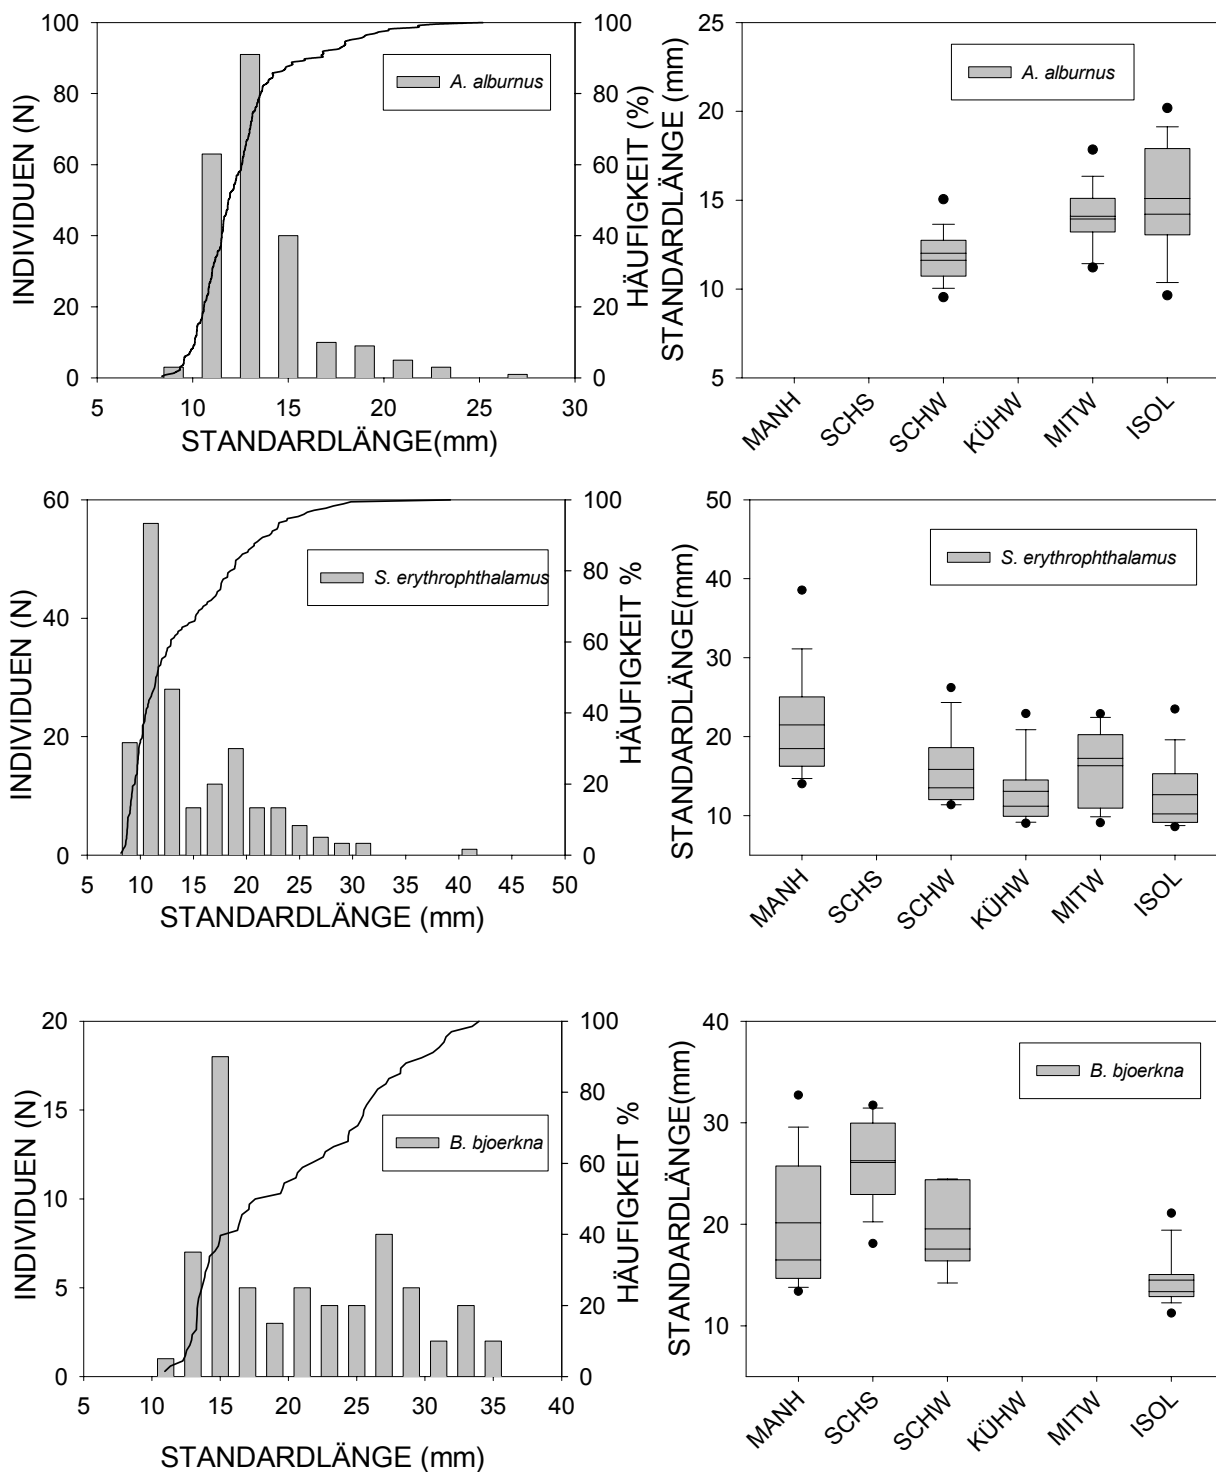 INDIVIDUEN (N)
100
80
60
40
20
0
5 10 15 20 25 30
STANDARDLÄNGE(mm)
100
80
60
40
20
0
HÄUFIGKEIT (%)
A. alburnus
STANDARDLÄNGE (mm)
25
20
15
10
5
MANH SCHS SCHW KÜHW MITW ISOL
A. alburnus
INDIVIDUEN (N)
60
40
20
0
5 10 15 20 25 30 35 40 45 50
STANDARDLÄNGE (mm)
100
80
60
40
20
0
HÄUFIGKEIT %
S. erythrophthalamus
STANDARDLÄNGE(mm)
50
40
30
20
10
MANH SCHS SCHW KÜHW MITW ISOL
S. erythrophthalamus
INDIVIDUEN (N)
20
15
10
5
0
5 10 15 20 25 30 35 40
STANDARDLÄNGE (mm)
100
80
60
40
20
0
HÄUFIGKEIT %
B. bjoerkna
STANDARDLÄNGE(mm)
40
30
20
10
MANH SCHS SCHW KÜHW MITW ISOL
B. bjoerkna